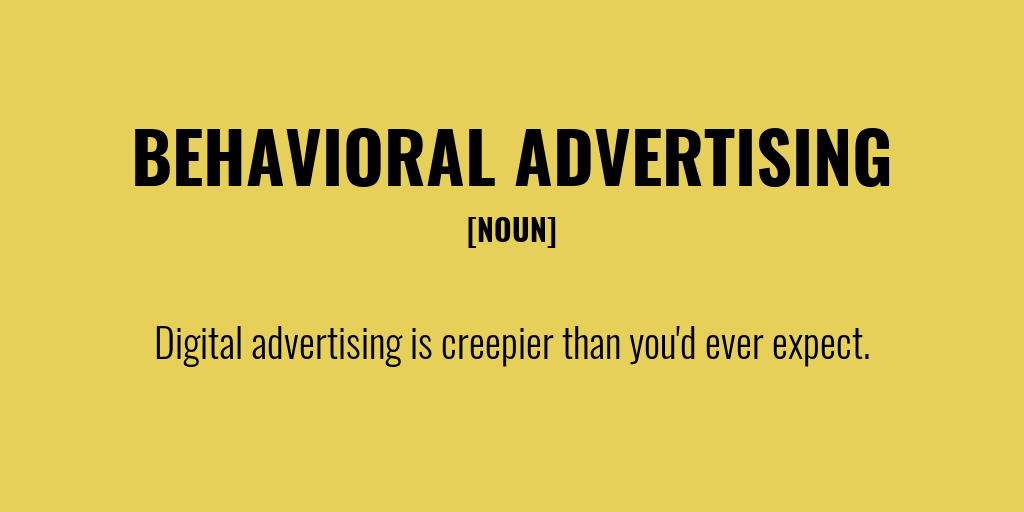 BEHAVIORAL ADVERTISING
[NOUN]
Digital advertising is creepier than you'd ever expect.